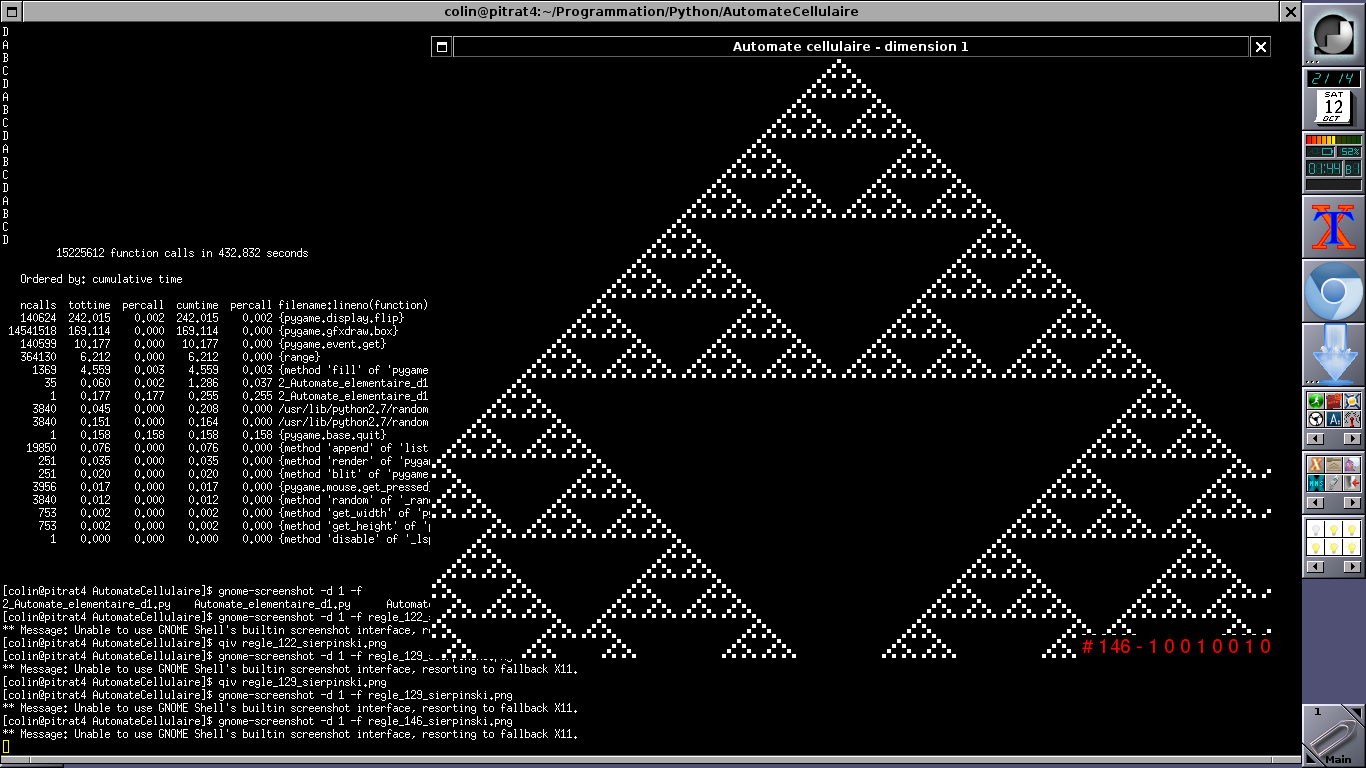 colin@pitrat4:~/Programmation/Python/AutomateCellulaire
D
A
B
C
D
A
B
C
D
A
B
C
D
A
B
C
D
15225612 function calls in 432.832 seconds
Ordered by: cumulative time
ncalls tottime percall cumtime percall filename:lineno(function)
140624 242.015 0.002 242.015 0.002 {pygame.display.flip}
14541518 169.114 0.000 169.114 0.000 {pygame.gfxdraw.box}
140599 10.177 0.000 10.177 0.000 {pygame.event.get}
364130 6.212 0.000 6.212 0.000 {range}
1369 4.559 0.003 4.559 0.003 {method 'fill' of 'pygame
35 0.060 0.002 1.286 0.037 2_Automate_elementaire_d1
1 0.177 0.177 0.255 0.255 2_Automate_elementaire_d1
3840 0.045 0.000 0.208 0.000 /usr/lib/python2.7/random
3840 0.151 0.000 0.164 0.000 /usr/lib/python2.7/random
1 0.158 0.158 0.158 0.158 {pygame.base.quit}
19850 0.076 0.000 0.076 0.000 {method 'append' of 'list
251 0.035 0.000 0.035 0.000 {method 'render' of 'pyga
251 0.020 0.000 0.020 0.000 {method 'blit' of 'pygame
3956 0.017 0.000 0.017 0.000 {pygame.mouse.get_pressed
3840 0.012 0.000 0.012 0.000 {method 'random' of '_ran
753 0.002 0.000 0.002 0.000 {method 'get_width' of 'p
753 0.002 0.000 0.002 0.000 {method 'get_height' of '
1 0.000 0.000 0.000 0.000 {method 'disable' of '_ls
[colin@pitrat4 AutomateCellulaire]$ gnome-screenshot -d 1 -f
2_Automate_elementaire_d1.py Automate_elementaire_d1.py Automat
[colin@pitrat4 AutomateCellulaire]$ gnome-screenshot -d 1 -f regle_122_
** Message: Unable to use GNOME Shell's builtin screenshot interface, r
[colin@pitrat4 AutomateCellulaire]$ qiv regle_122_sierpinski.png
[colin@pitrat4 AutomateCellulaire]$ gnome-screenshot -d 1 -f regle_129_
** Message: Unable to use GNOME Shell's builtin screenshot interface, resorting to fallback X11.
[colin@pitrat4 AutomateCellulaire]$ qiv regle_129_sierpinski.png
[colin@pitrat4 AutomateCellulaire]$ gnome-screenshot -d 1 -f regle_129_sierpinski.png
** Message: Unable to use GNOME Shell's builtin screenshot interface, resorting to fallback X11.
[colin@pitrat4 AutomateCellulaire]$ gnome-screenshot -d 1 -f regle_146_sierpinski.png
** Message: Unable to use GNOME Shell's builtin screenshot interface, resorting to fallback X11.
Automate cellulaire - dimension 1
# 146 - 1 0 0 1 0 0 1 0
21/14
SAT
12
OCT
52%
01:44 B1
1
Main